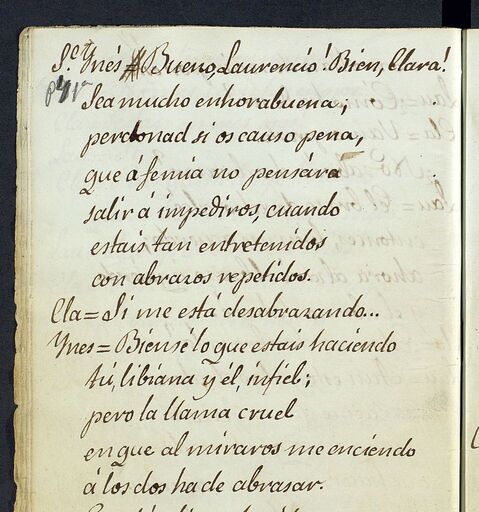 S.e Ynés = Bueno, Laurencio! Bien, Clara!
Sea mucho enhorabuena;
perdonad si os causo pena,
que á femia no pensára
salir á impediros, cuando
estais tan entretenidos
con abrazos repetidos.
Cla = Si me está desabrazando...
Ynes = Bien sé lo que estais haciendo
tú, libiana y él, infiel;
pero la llama cruel
en que al miraros me enciendo
á los dos ha de abrasar.